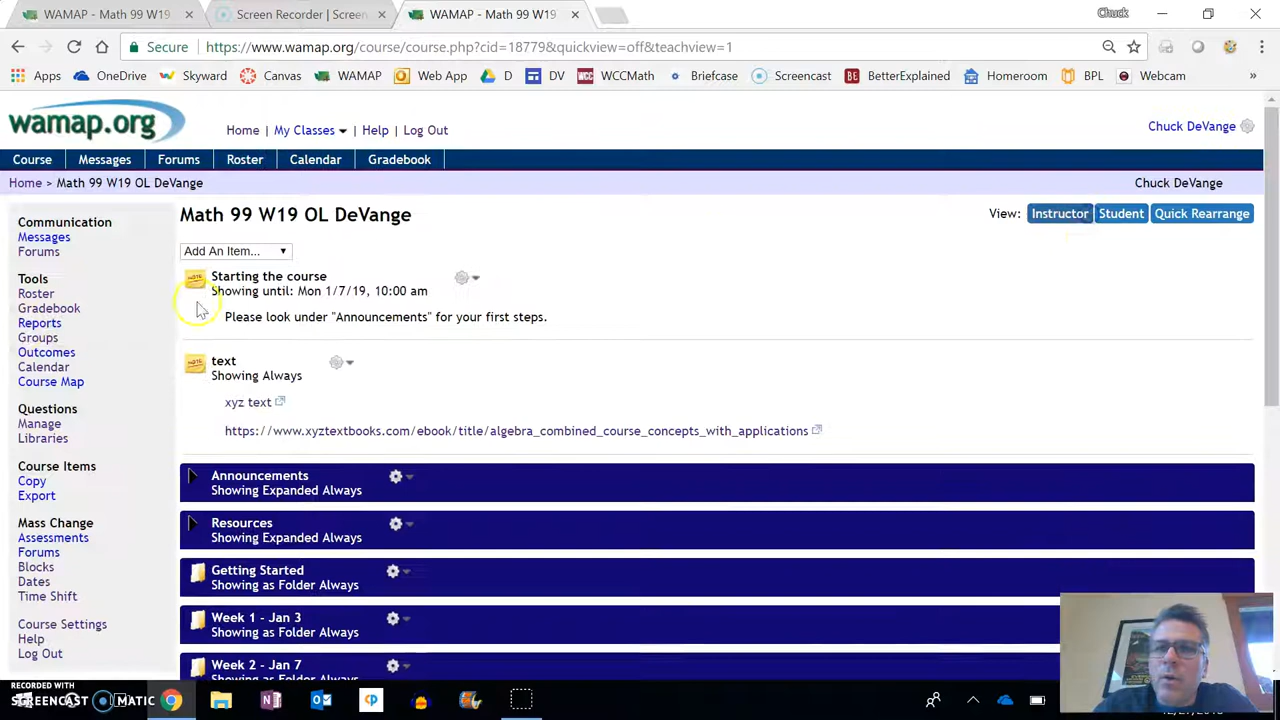 WAMAP - Math 99 W19
Screen Recorder | Screen
WAMAP - Math 99 W19
Chuck
Secure
https://www.wamap.org/course/course.php?cid=18779&quickview=off&teachview=1
Apps
OneDrive
Skyward
Canvas
WAMAP
Web App
D
DV
WCCMath
Briefcase
Screencast
BE
BetterExplained
Homeroom
BPL
Webcam
»
wamap.org
Home | My Classes | Help | Log Out
Chuck DeVange
Course
Messages
Forums
Roster
Calendar
Gradebook
Home > Math 99 W19 OL DeVange
Chuck DeVange
Communication
Messages
Forums
Tools
Roster
Gradebook
Reports
Groups
Outcomes
Calendar
Course Map
Questions
Manage
Libraries
Course Items
Copy
Export
Mass Change
Assessments
Forums
Blocks
Dates
Time Shift
Course Settings
Help
Log Out
Math 99 W19 OL DeVange
View:
Instructor
Student
Quick Rearrange
Add An Item...
NOTE
Starting the course
Showing until: Mon 1/7/19, 10:00 am
Please look under "Announcements" for your first steps.
NOTE
text
Showing Always
xyz text
https://www.xyztextbooks.com/ebook/title/algebra_combined_course_concepts_with_applications
Announcements
Showing Expanded Always
Resources
Showing Expanded Always
Getting Started
Showing as Folder Always
Week 1 - Jan 3
Showing as Folder Always
Week 2 - Jan 7
Showing as Folder Always
RECORDED WITH
SCREENCAST MATIC